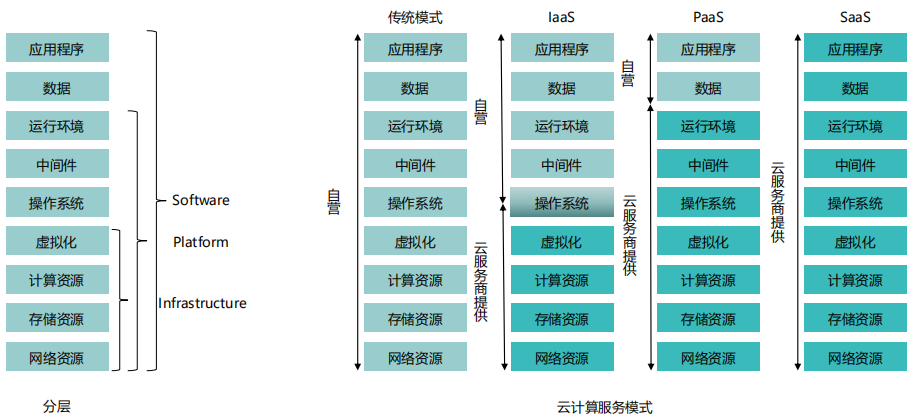 传统模式
IaaS
PaaS
SaaS
应用程序
数据
运行环境
中间件
操作系统
虚拟化
计算资源
存储资源
网络资源
Software
Platform
Infrastructure
分层
自营
应用程序
数据
运行环境
中间件
操作系统
虚拟化
计算资源
存储资源
网络资源
自营
云服务商提供
应用程序
数据
运行环境
中间件
操作系统
虚拟化
计算资源
存储资源
网络资源
自营
云服务商提供
应用程序
数据
运行环境
中间件
操作系统
虚拟化
计算资源
存储资源
网络资源
云服务商提供
应用程序
数据
运行环境
中间件
操作系统
虚拟化
计算资源
存储资源
网络资源
云计算服务模式